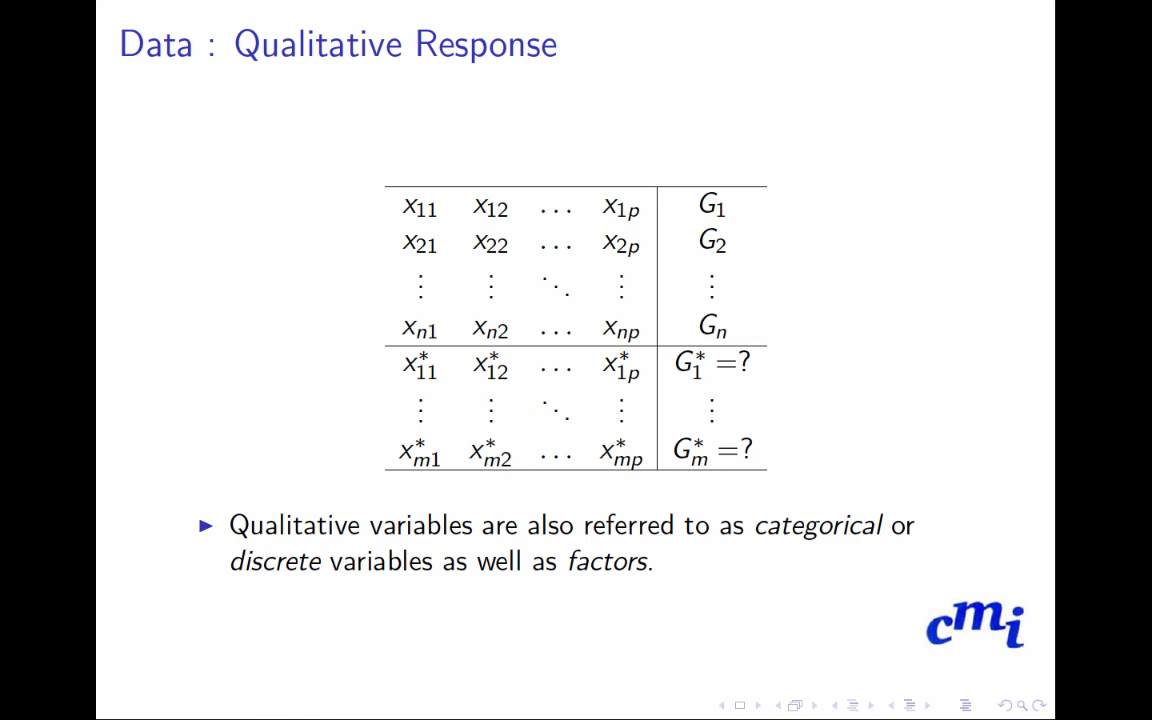 Data : Qualitative Response
x₁₁ x₁₂ … x₁ₚ G₁
x₂₁ x₂₂ … x₂ₚ G₂
⋮ ⋮ ⋱ ⋮ ⋮
xₙ₁ xₙ₂ … xₙₚ Gₙ
x*₁₁ x*₁₂ … x*₁ₚ G*₁ =?
⋮ ⋮ ⋱ ⋮ ⋮
x*ₘ₁ x*ₘ₂ … x*ₘₚ G*ₘ =?
▶ Qualitative variables are also referred to as categorical or
discrete variables as well as factors.
cmi